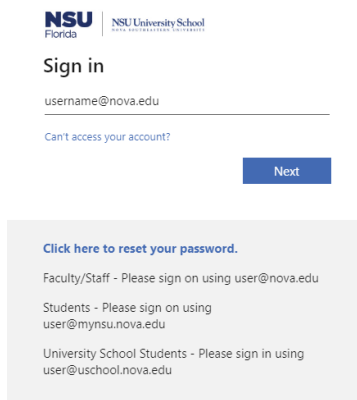 NSU
Florida
NSU University School
NOVA SOUTHEASTERN UNIVERSITY
Sign in
username@nova.edu
Can't access your account?
Next
Click here to reset your password.
Faculty/Staff - Please sign on using user@nova.edu
Students - Please sign on using
user@mynsu.nova.edu
University School Students - Please sign in using
user@uschool.nova.edu